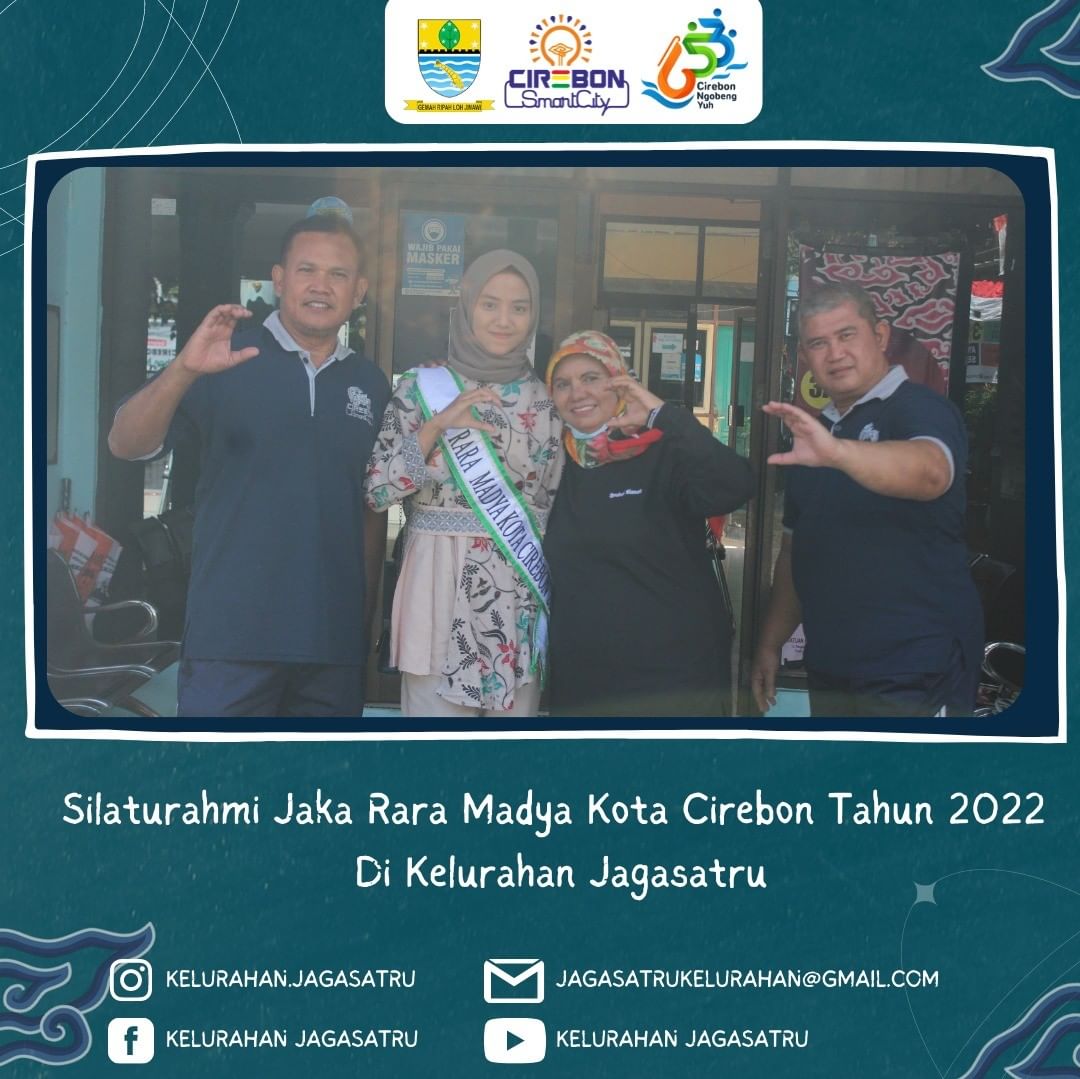 GEMAH RIPAH LOH JINAWI
CIREBON
SmartCity
653
Cirebon
Ngobeng
Yuh
WAJIB PAKAI
MASKER
RARA MADYA KOTA CIREBON
Silaturahmi Jaka Rara Madya Kota Cirebon Tahun 2022
Di Kelurahan Jagasatru
KELURAHAN.JAGASATRU
JAGASATRUKELURAHAN@GMAIL.COM
KELURAHAN JAGASATRU
KELURAHAN JAGASATRU